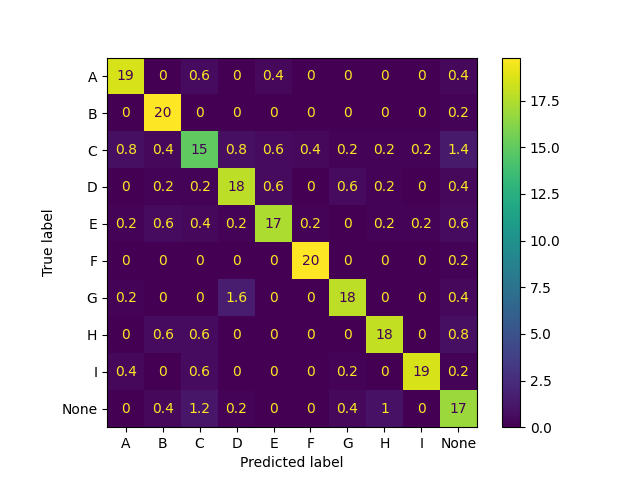 A 19 0 0.6 0 0.4 0 0 0 0 0.4
B 0 20 0 0 0 0 0 0 0 0.2
C 0.8 0.4 15 0.8 0.6 0.4 0.2 0.2 0.2 1.4
D 0 0.2 0.2 18 0.6 0 0.6 0.2 0 0.4
E 0.2 0.6 0.4 0.2 17 0.2 0 0.2 0.2 0.6
F 0 0 0 0 0 20 0 0 0 0.2
G 0.2 0 0 1.6 0 0 18 0 0 0.4
H 0 0.6 0.6 0 0 0 0 18 0 0.8
I 0.4 0 0.6 0 0 0 0.2 0 19 0.2
None 0 0.4 1.2 0.2 0 0 0.4 1 0 17
A B C D E F G H I None
Predicted label
True label
17.5
15.0
12.5
10.0
7.5
5.0
2.5
0.0